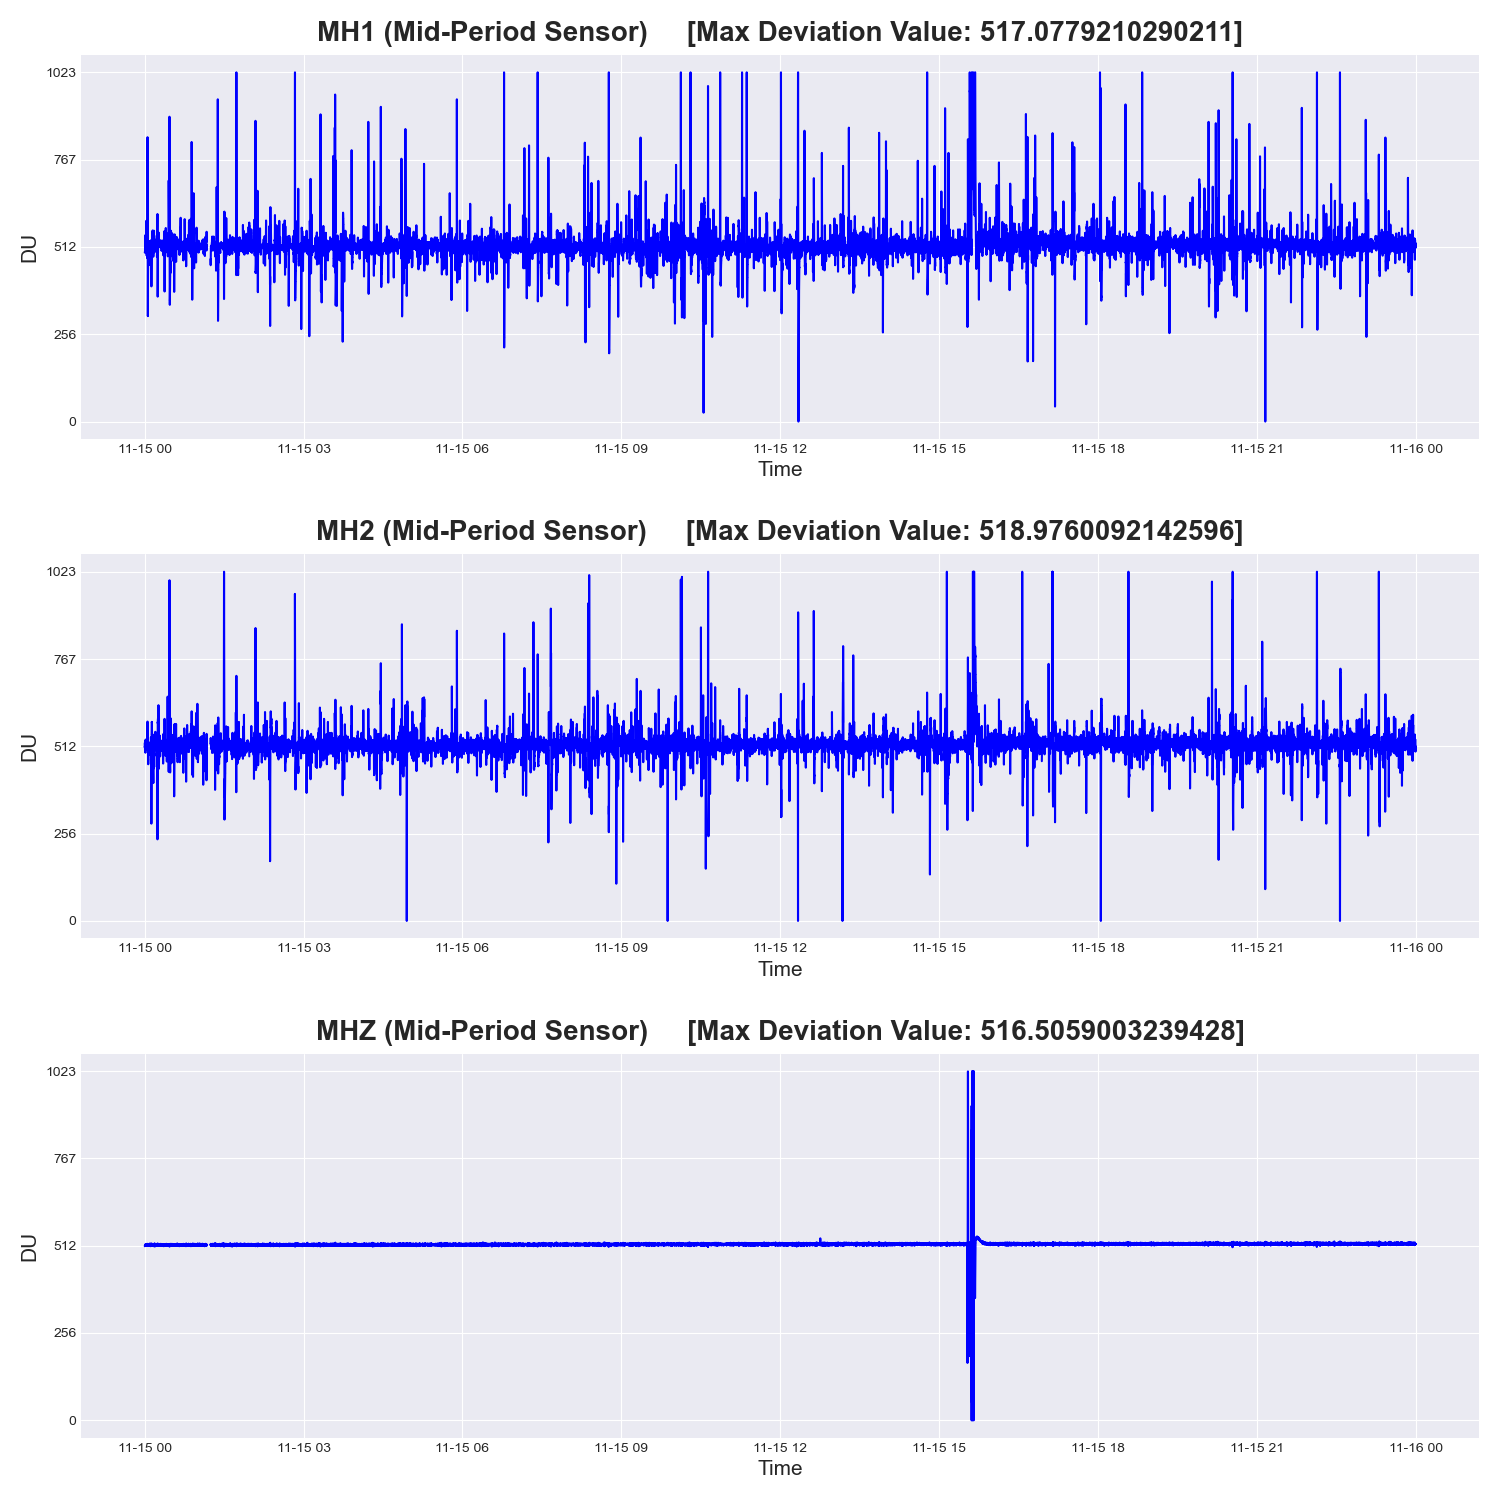 MH1 (Mid-Period Sensor) [Max Deviation Value: 517.0779210290211]
1023
767
512
256
0
DU
11-15 00 11-15 03 11-15 06 11-15 09 11-15 12 11-15 15 11-15 18 11-15 21 11-16 00
Time
MH2 (Mid-Period Sensor) [Max Deviation Value: 518.9760092142596]
1023
767
512
256
0
DU
11-15 00 11-15 03 11-15 06 11-15 09 11-15 12 11-15 15 11-15 18 11-15 21 11-16 00
Time
MHZ (Mid-Period Sensor) [Max Deviation Value: 516.5059003239428]
1023
767
512
256
0
DU
11-15 00 11-15 03 11-15 06 11-15 09 11-15 12 11-15 15 11-15 18 11-15 21 11-16 00
Time